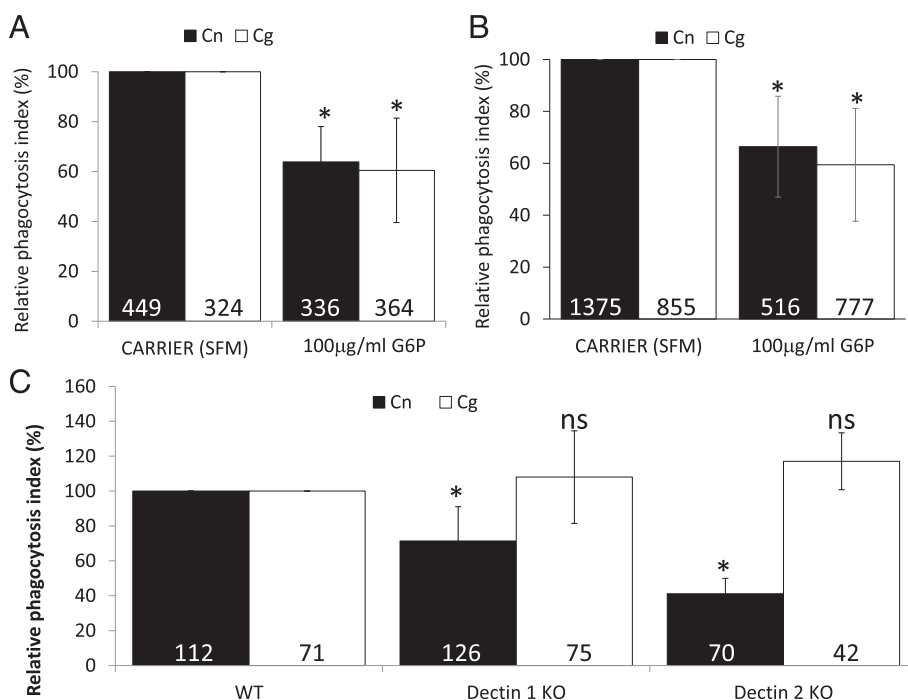 A
Cn Cg
Relative phagocytosis index (%)
100
80
60
40
20
0
* *
449 324 336 364
CARRIER (SFM) 100µg/ml G6P
B
Cn Cg
Relative phagocytosis index (%)
100
80
60
40
20
0
* *
1375 855 516 777
CARRIER (SFM) 100µg/ml G6P
C
Cn Cg
Relative phagocytosis index (%)
160
140
120
100
80
60
40
20
0
* ns * ns
112 71 126 75 70 42
WT Dectin 1 KO Dectin 2 KO